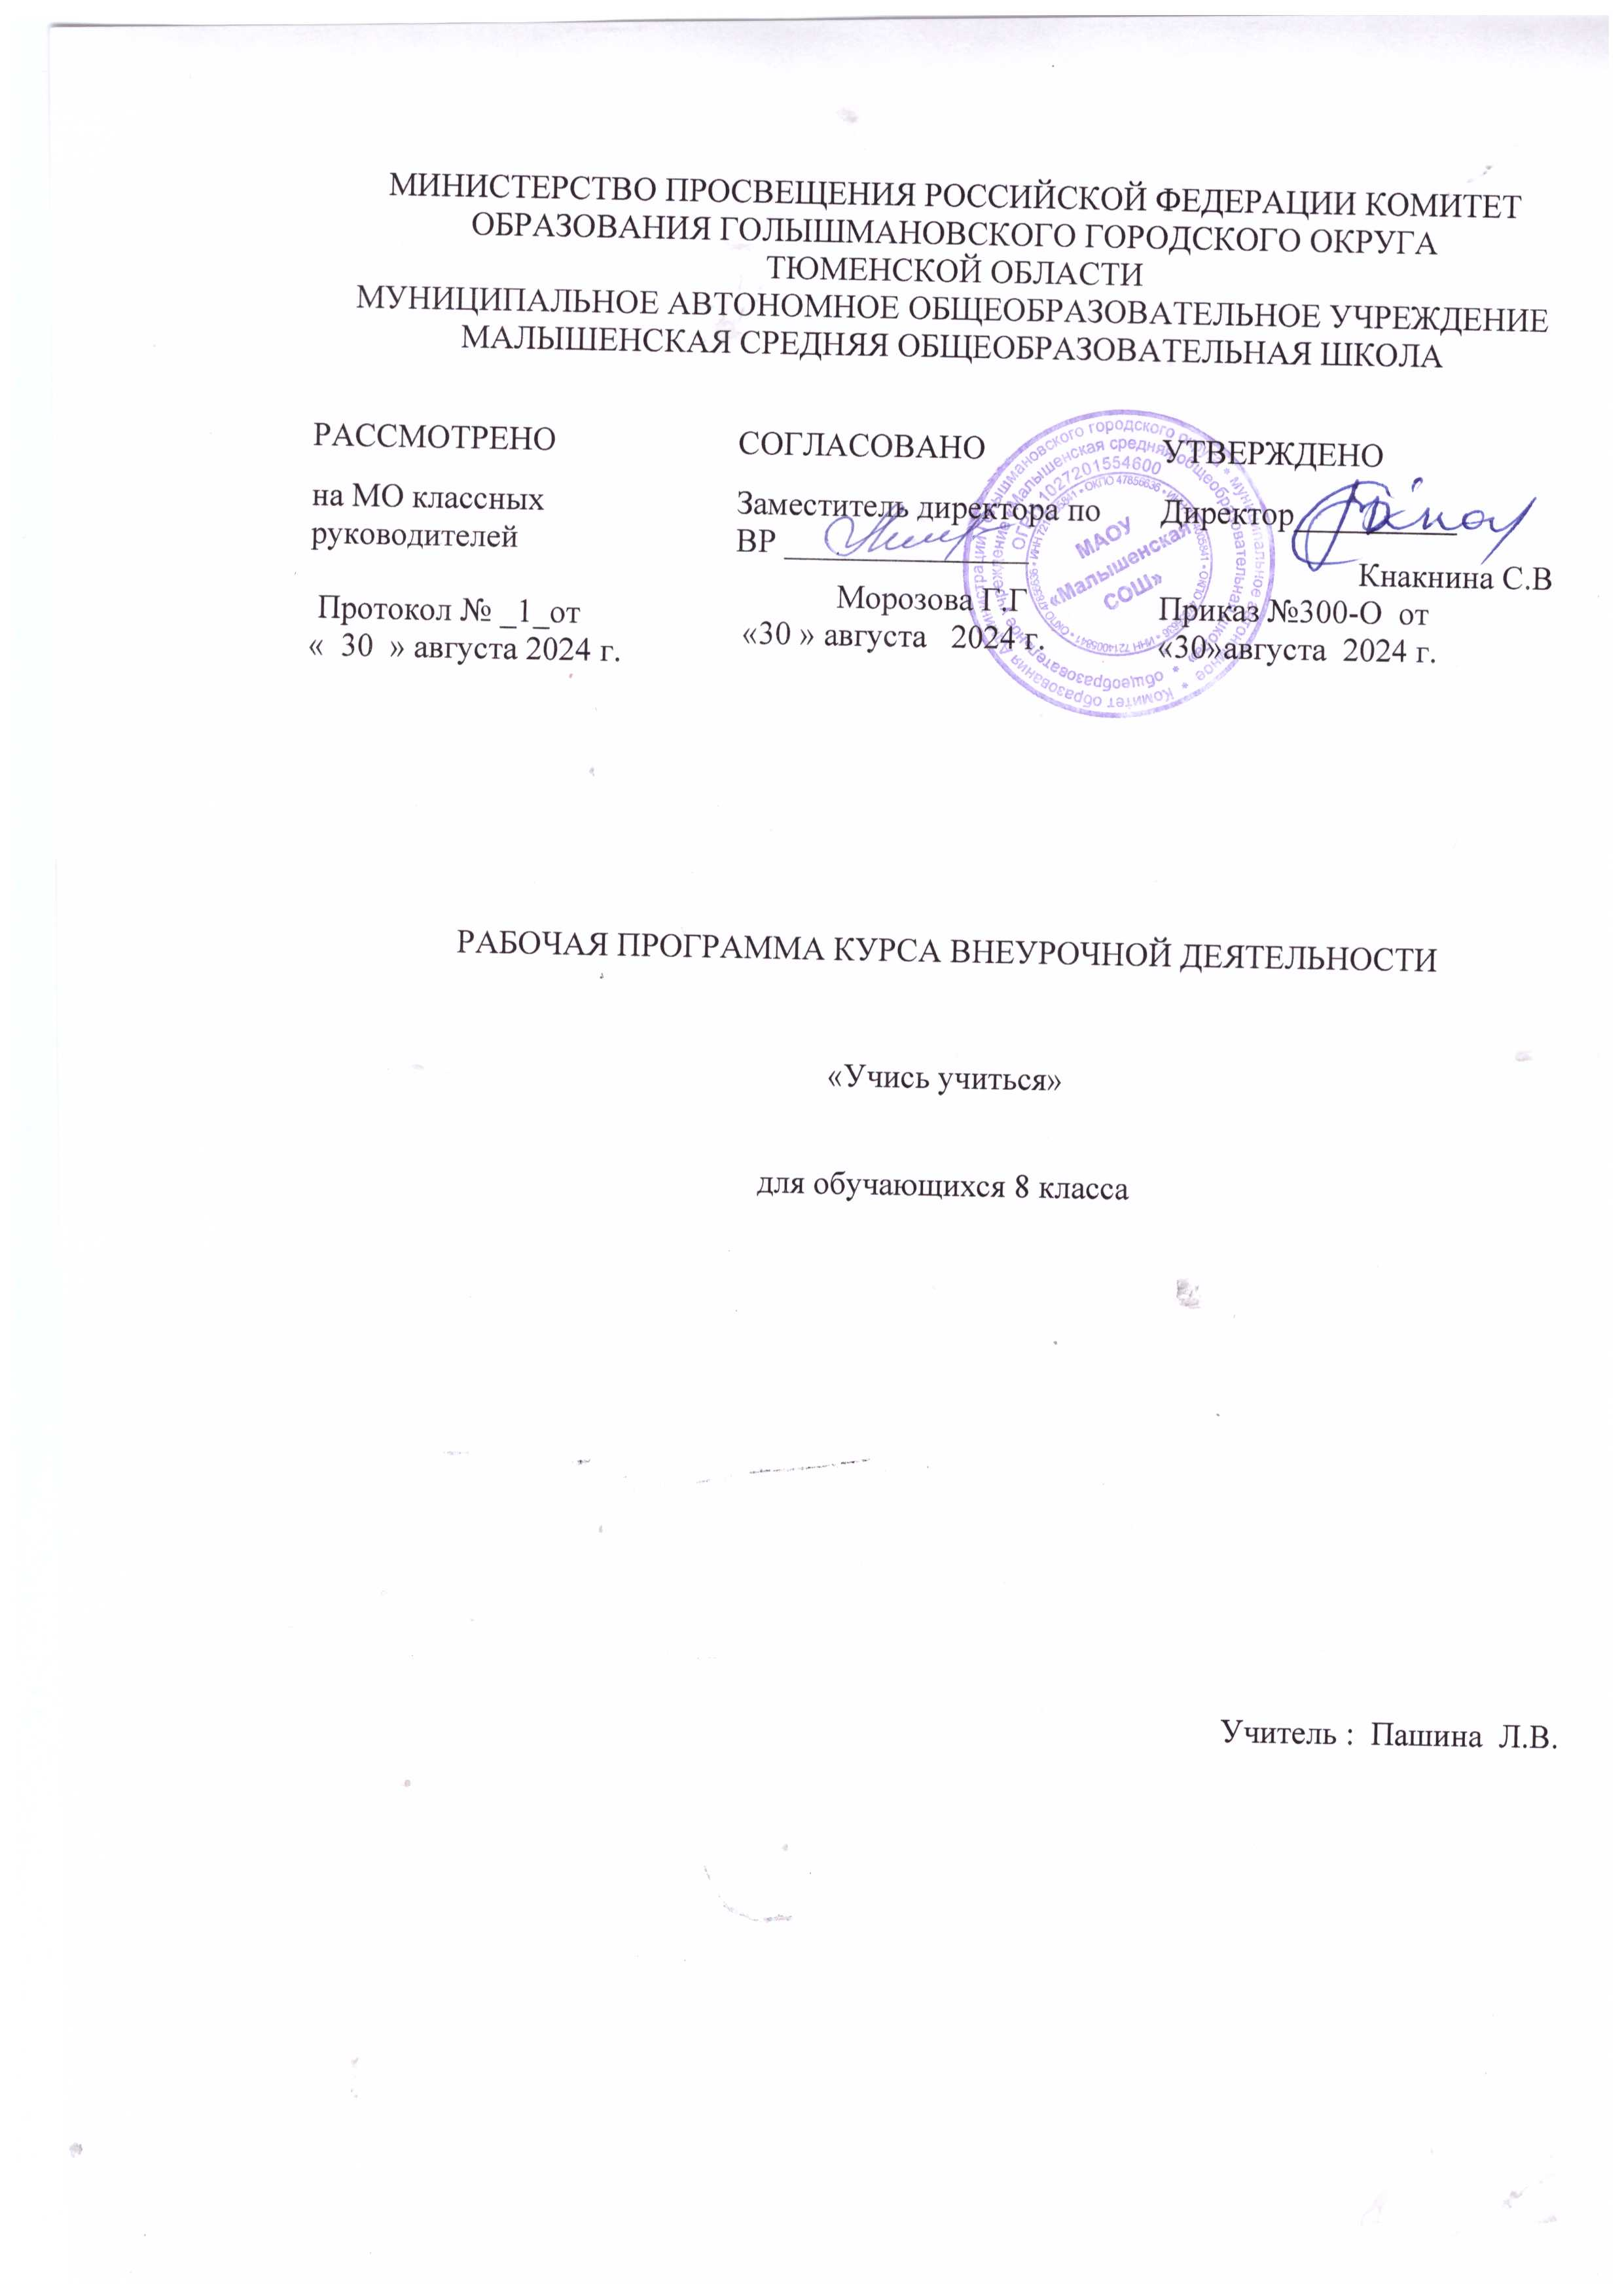 МИНИСТЕРСТВО ПРОСВЕЩЕНИЯ РОССИЙСКОЙ ФЕДЕРАЦИИ КОМИТЕТ
ОБРАЗОВАНИЯ ГОЛЫШМАНОВСКОГО ГОРОДСКОГО ОКРУГА
ТЮМЕНСКОЙ ОБЛАСТИ
МУНИЦИПАЛЬНОЕ АВТОНОМНОЕ ОБЩЕОБРАЗОВАТЕЛЬНОЕ УЧРЕЖДЕНИЕ
МАЛЫШЕНСКАЯ СРЕДНЯЯ ОБЩЕОБРАЗОВАТЕЛЬНАЯ ШКОЛА
РАССМОТРЕНО
на МО классных
руководителей
Протокол № _1_от
« 30 » августа 2024 г.
СОГЛАСОВАНО
Заместитель директора по
ВР
Морозова Г.Г
«30 » августа 2024 г.
УТВЕРЖДЕНО
Директор
Кнакнина С.В
Приказ №300-О от
«30»августа 2024 г.
ОГРН 1027201554600
МАОУ
«Малышенская
СОШ»
РАБОЧАЯ ПРОГРАММА КУРСА ВНЕУРОЧНОЙ ДЕЯТЕЛЬНОСТИ
«Учись учиться»
для обучающихся 8 класса
Учитель : Пашина Л.В.